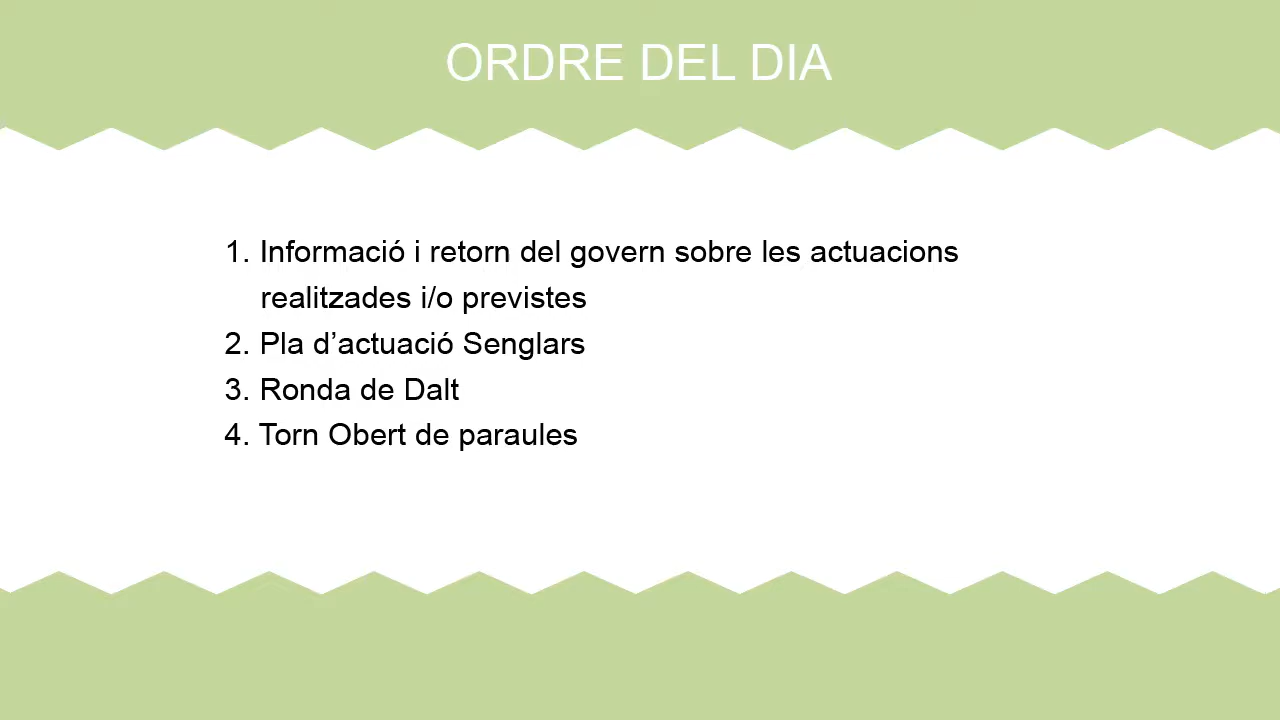 ORDRE DEL DIA
1. Informació i retorn del govern sobre les actuacions
realitzades i/o previstes
2. Pla d’actuació Senglars
3. Ronda de Dalt
4. Torn Obert de paraules